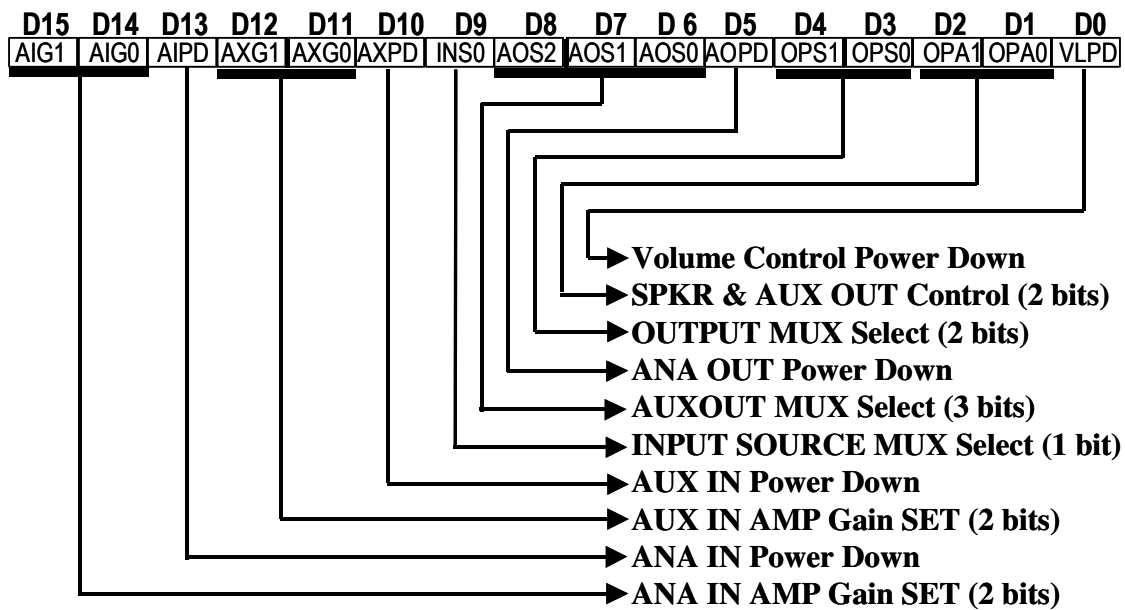 D15 D14 D13 D12 D11 D10 D9 D8 D7 D 6 D5 D4 D3 D2 D1 D0
AIG1 AIG0 AIPD AXG1 AXG0 AXPD INS0 AOS2 AOS1 AOS0 AOPD OPS1 OPS0 OPA1 OPA0 VLPD
Volume Control Power Down
SPKR & AUX OUT Control (2 bits)
OUTPUT MUX Select (2 bits)
ANA OUT Power Down
AUXOUT MUX Select (3 bits)
INPUT SOURCE MUX Select (1 bit)
AUX IN Power Down
AUX IN AMP Gain SET (2 bits)
ANA IN Power Down
ANA IN AMP Gain SET (2 bits)